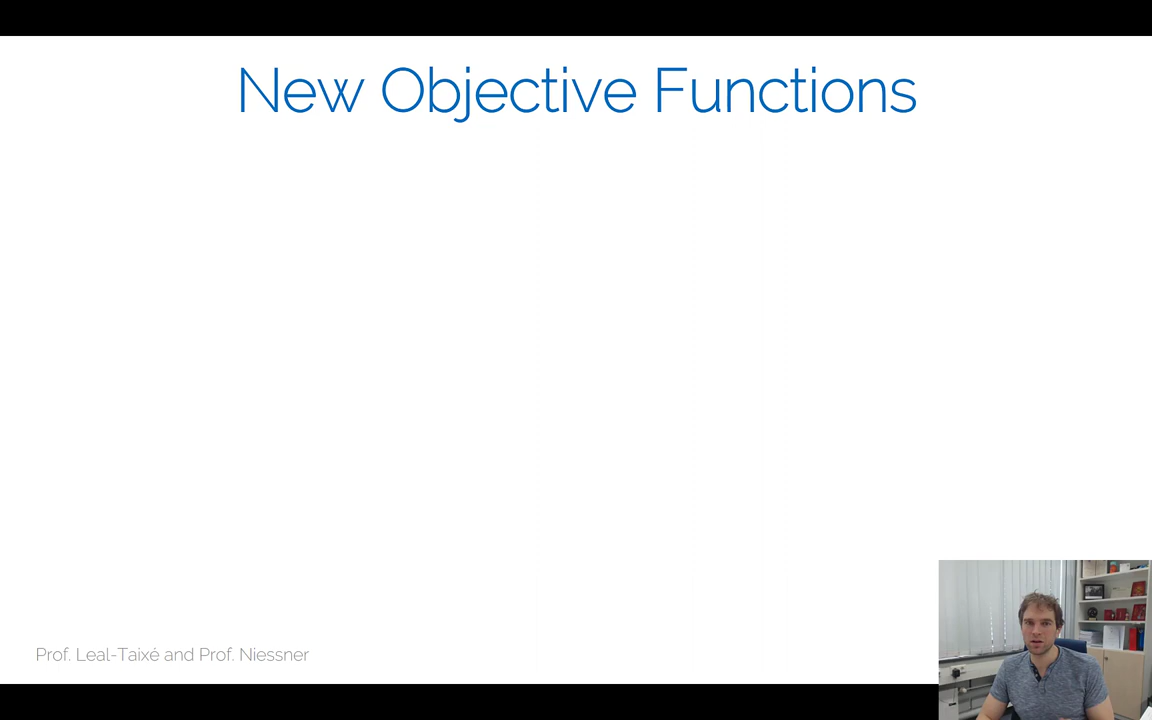 New Objective Functions
Prof. Leal-Taixé and Prof. Niessner